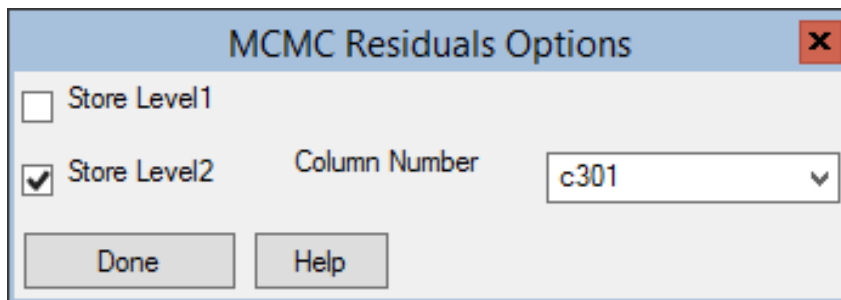 MCMC Residuals Options
Store Level1
Store Level2 Column Number c301
Done Help